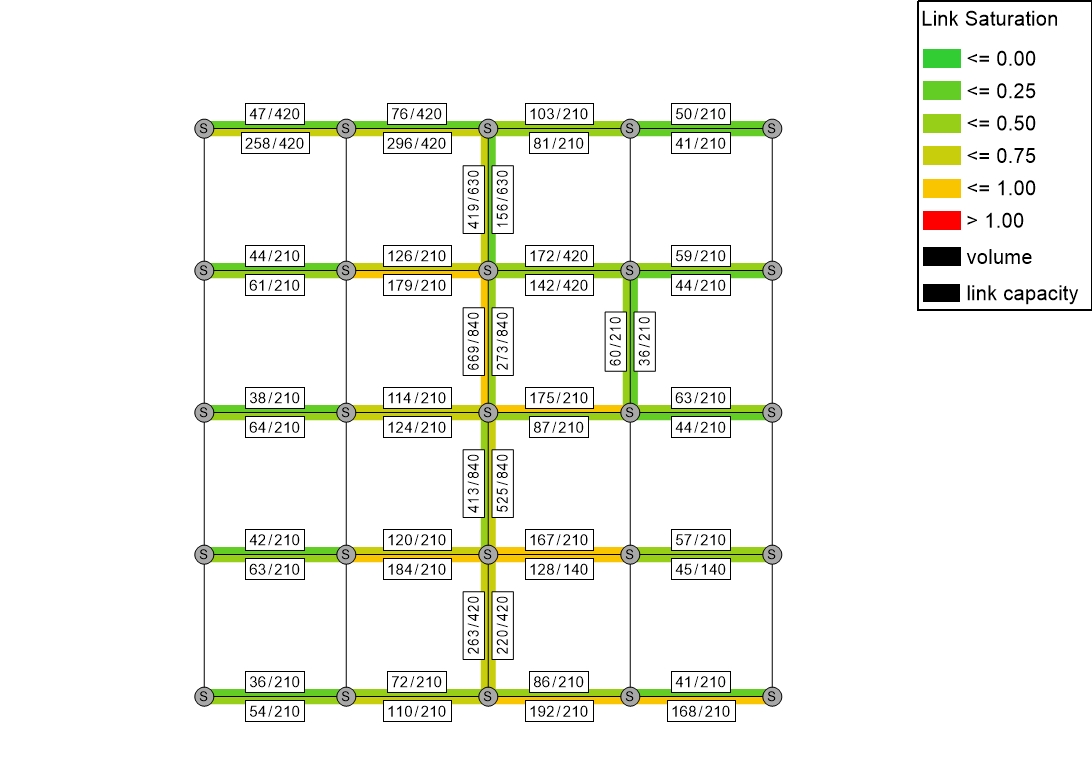 Link Saturation
<= 0.00
<= 0.25
<= 0.50
<= 0.75
<= 1.00
> 1.00
volume
link capacity
47/420 76/420 103/210 50/210
S S S S S
258/420 296/420 81/210 41/210
419/630 156/630
44/210 126/210 172/420 59/210
S S S S S
61/210 179/210 142/420 44/210
669/840 273/840 60/210 36/210
38/210 114/210 175/210 63/210
S S S S S
64/210 124/210 87/210 44/210
413/840 525/840
42/210 120/210 167/210 57/210
S S S S S
63/210 184/210 128/140 45/140
263/420 220/420
36/210 72/210 86/210 41/210
S S S S S
54/210 110/210 192/210 168/210